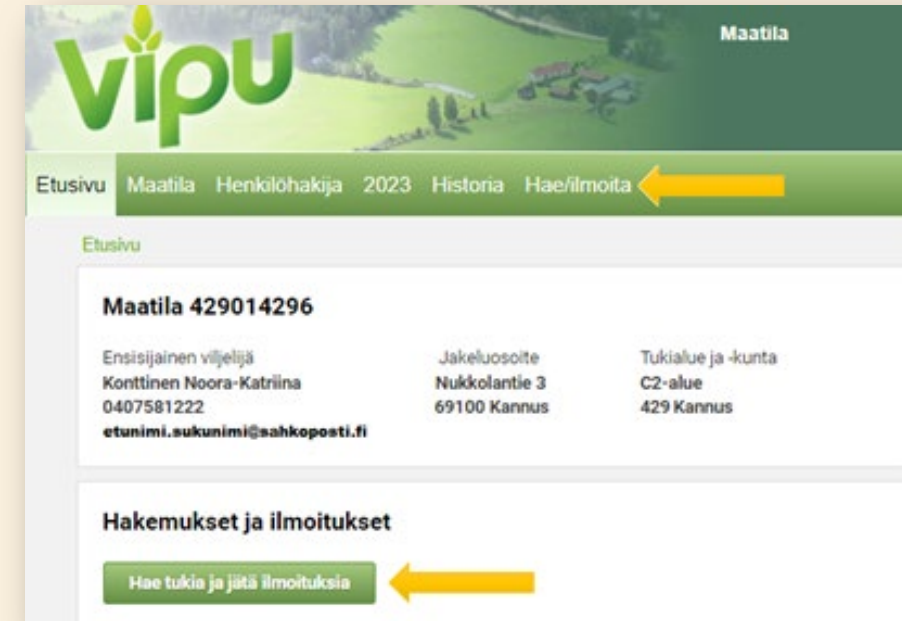 vipu
Maatila
Etusivu Maatila Henkilöhakija 2023 Historia Hae/ilmoita
Etusivu
Maatila 429014296
Ensisijainen viljelijä Jakeluosoite Tukialue ja -kunta
Konttinen Noora-Katriina Nukkolantie 3 C2-alue
0407581222 69100 Kannus 429 Kannus
etunimi.sukunimi@sahkoposti.fi
Hakemukset ja ilmoitukset
Hae tukia ja jätä ilmoituksia